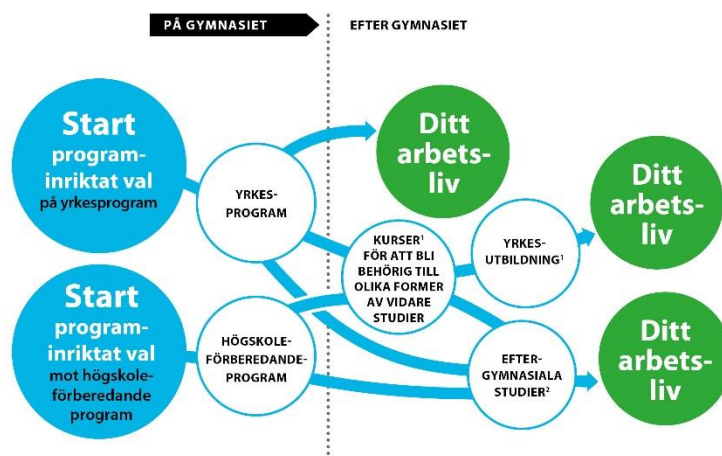 PÅ GYMNASIET
EFTER GYMNASIET
Start
program-
inriktat val
på yrkesprogram
YRKES-
PROGRAM
Ditt
arbets-
liv
KURSER¹
FÖR ATT BLI
BEHÖRIG TILL
OLIKA FORMER
AV VIDARE
STUDIER
YRKES-
UTBILDNING¹
Ditt
arbets-
liv
Start
program-
inriktat val
mot högskole-
förberedande
program
HÖGSKOLE-
FÖRBEREDANDE-
PROGRAM
EFTER-
GYMNASIALA
STUDIER²
Ditt
arbets-
liv